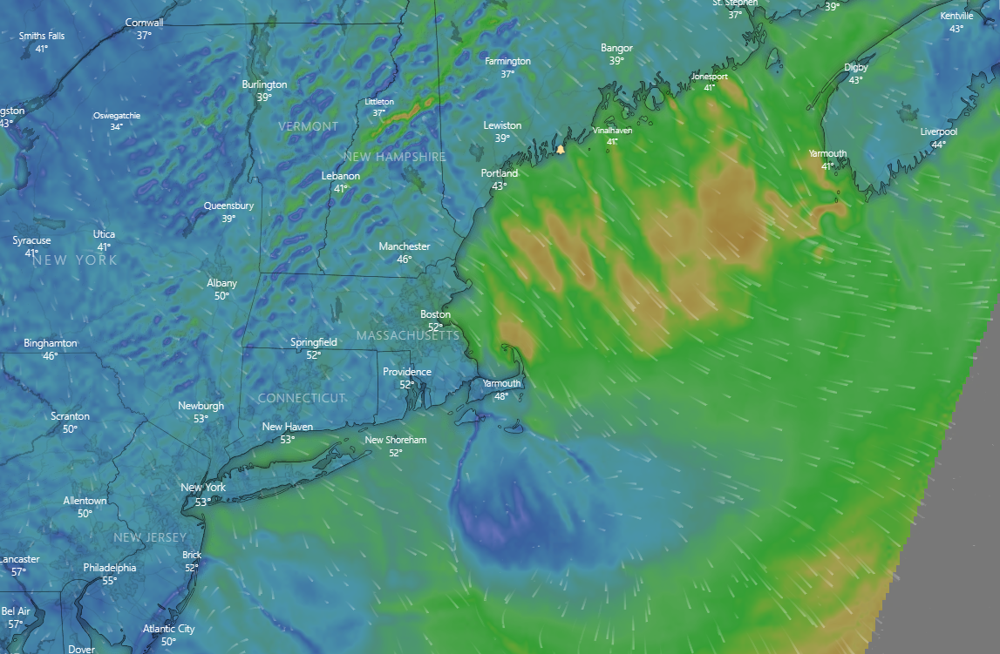 St. Stephen
37°
39°
Kentville
43°
Cornwall
37°
Smiths Falls
41°
Bangor
39°
Farmington
37°
Digby
43°
Burlington
39°
Jonesport
41°
Littleton
37°
gston
43°
Oswegatchie
34°
VERMONT
Lewiston
39°
Vinalhaven
41°
Liverpool
44°
NEW HAMPSHIRE
Yarmouth
41°
Lebanon
41°
Portland
43°
Queensbury
39°
Syracuse
41°
Utica
41°
NEW YORK
Manchester
46°
Albany
50°
Boston
52°
MASSACHUSETTS
Binghamton
46°
Springfield
52°
Providence
52°
Yarmouth
48°
CONNECTICUT
Newburgh
53°
Scranton
50°
New Haven
53°
New Shoreham
52°
New York
53°
Allentown
50°
NEW JERSEY
Brick
52°
Lancaster
57°
Philadelphia
55°
Bel Air
57°
Atlantic City
50°
Dover